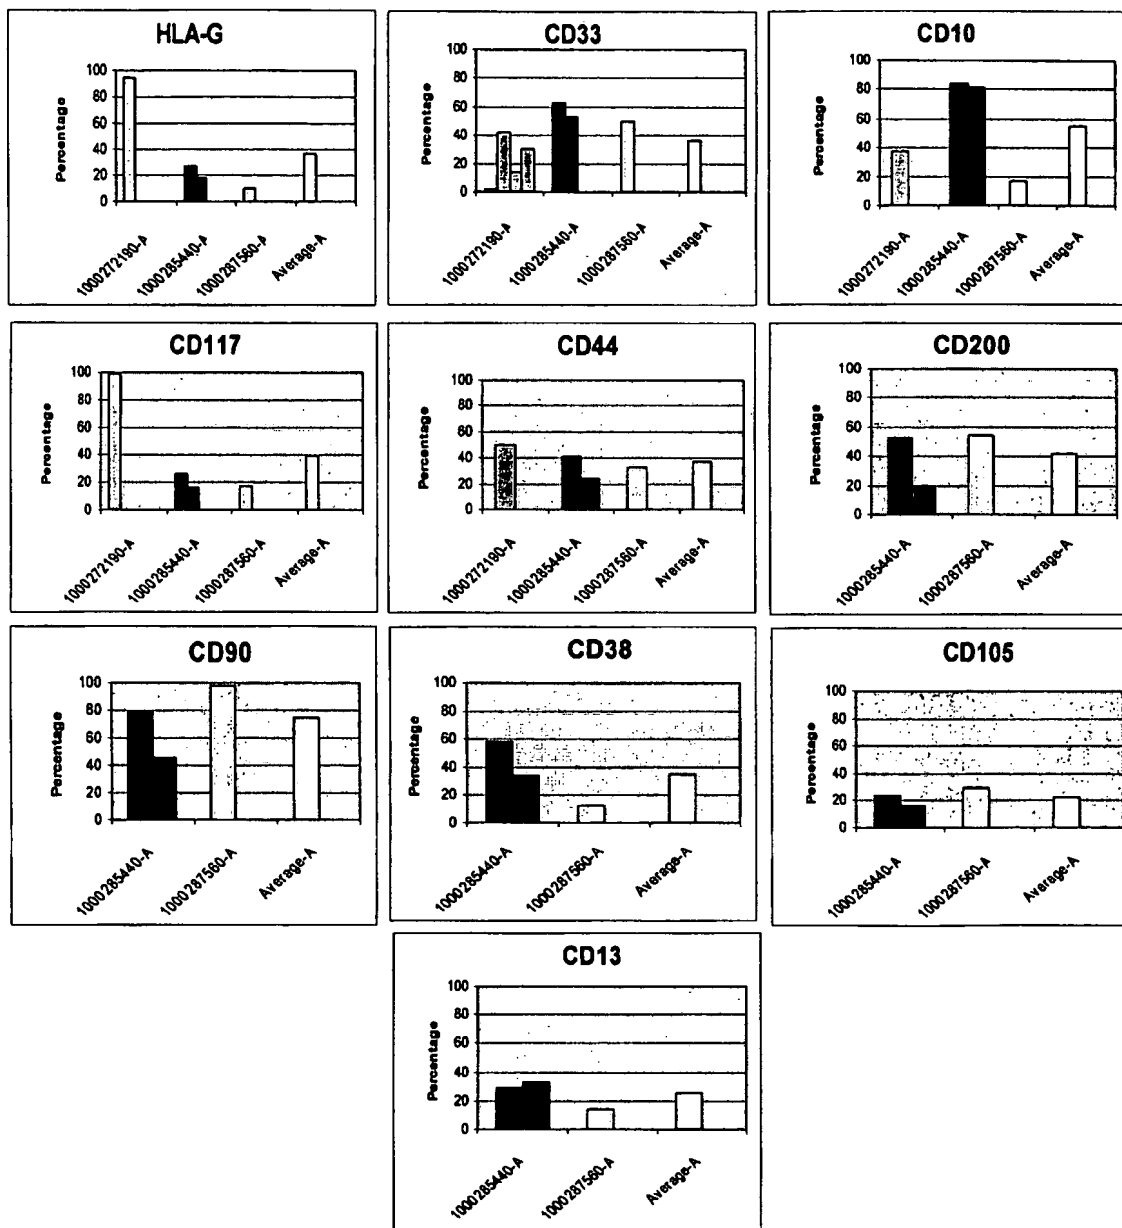 HLA-G
Percentage
100
80
60
40
20
0
1000272190-A
1000285440-A
1000287560-A
Average-A
CD33
Percentage
100
80
60
40
20
0
1000272190-A
1000285440-A
1000287560-A
Average-A
CD10
Percentage
100
80
60
40
20
0
1000272190-A
1000285440-A
1000287560-A
Average-A
CD117
Percentage
100
80
60
40
20
0
1000272190-A
1000285440-A
1000287560-A
Average-A
CD44
Percentage
100
80
60
40
20
0
1000272190-A
1000285440-A
1000287560-A
Average-A
CD200
Percentage
100
80
60
40
20
0
1000285440-A
1000287560-A
Average-A
CD90
Percentage
100
80
60
40
20
0
1000285440-A
1000287560-A
Average-A
CD38
Percentage
100
80
60
40
20
0
1000285440-A
1000287560-A
Average-A
CD105
Percentage
100
80
60
40
20
0
1000285440-A
1000287560-A
Average-A
CD13
Percentage
100
80
60
40
20
0
1000285440-A
1000287560-A
Average-A